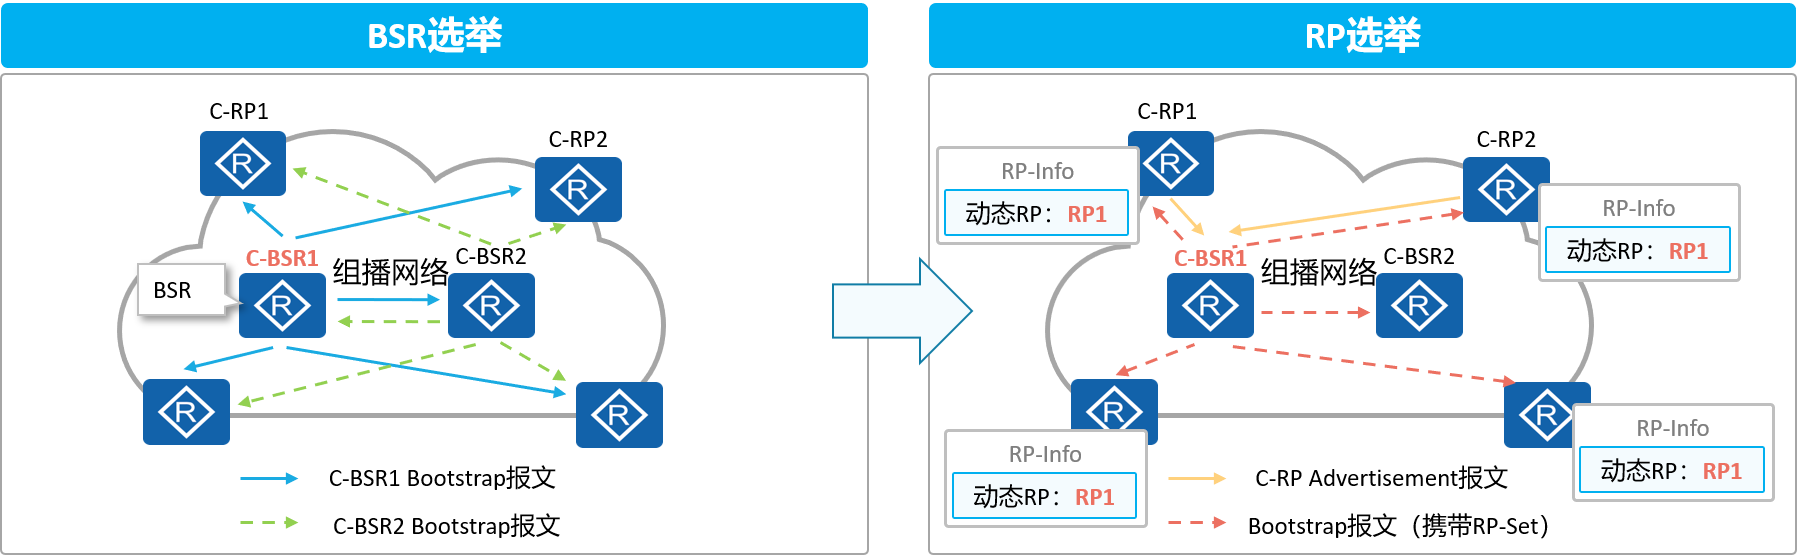 BSR选举
C-RP1
C-RP2
R
R
C-BSR1
C-BSR2
组播网络
BSR
R
R
R
R
C-BSR1 Bootstrap报文
C-BSR2 Bootstrap报文
RP选举
C-RP1
C-RP2
R
R
RP-Info
动态RP：RP1
RP-Info
动态RP：RP1
C-BSR1
C-BSR2
组播网络
R
R
R
R
RP-Info
动态RP：RP1
RP-Info
动态RP：RP1
C-RP Advertisement报文
Bootstrap报文（携带RP-Set）